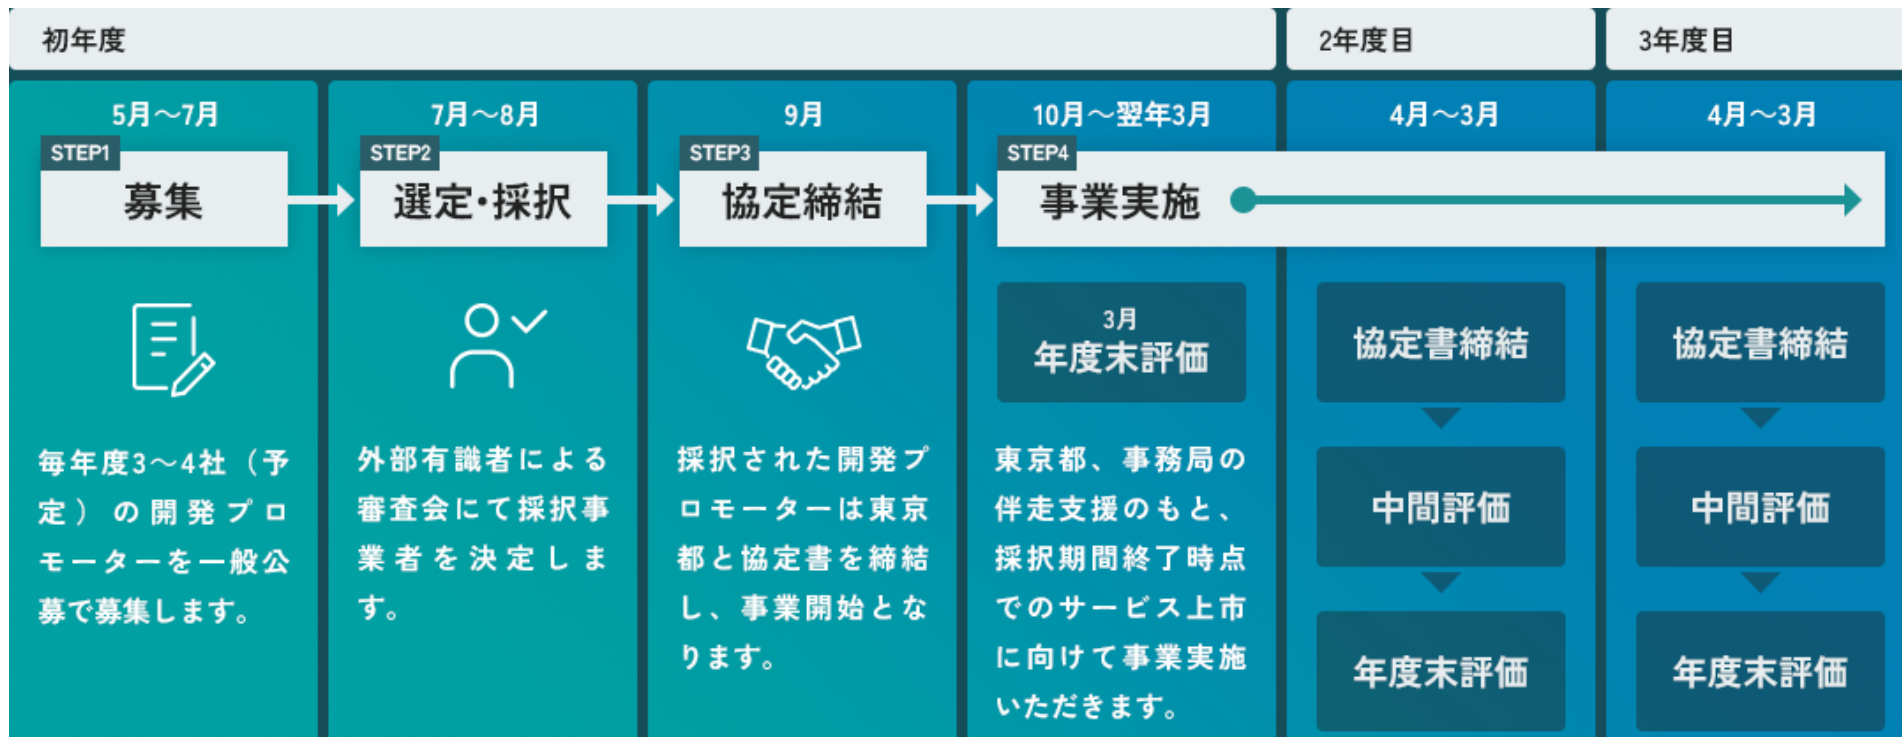 初年度
2年度目
3年度目
5月〜7月
STEP1
募集
毎年度3〜4社（予
定）の開発プロ
モーターを一般公
募で募集します。
7月〜8月
STEP2
選定・採択
外部有識者による
審査会にて採択事
業者を決定しま
す。
9月
STEP3
協定締結
採択された開発プ
ロモーターは東京
都と協定書を締結
し、事業開始とな
ります。
10月〜翌年3月
STEP4
事業実施
3月
年度末評価
東京都、事務局の
伴走支援のもと、
採択期間終了時点
でのサービス上市
に向けて事業実施
いただきます。
4月〜3月
協定書締結
中間評価
年度末評価
4月〜3月
協定書締結
中間評価
年度末評価